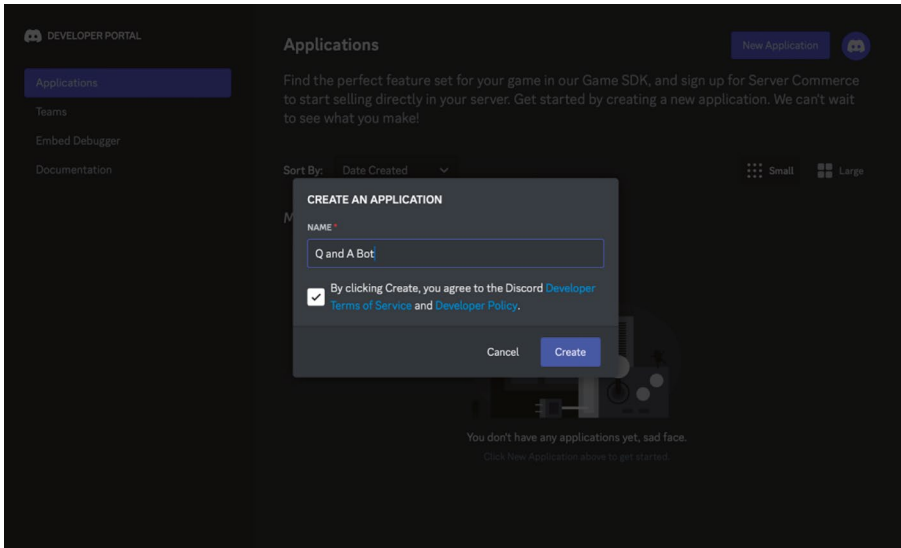 DEVELOPER PORTAL
Applications
Teams
Embed Debugger
Documentation
Applications
New Application
Find the perfect feature set for your game in our Game SDK, and sign up for Server Commerce
to start selling directly in your server. Get started by creating a new application. We can't wait
to see what you make!
Sort By: Date Created
Small
Large
M
CREATE AN APPLICATION
NAME *
Q and A Bot
By clicking Create, you agree to the Discord Developer
Terms of Service and Developer Policy.
Cancel
Create
You don't have any applications yet, sad face.
Click New Application above to get started.